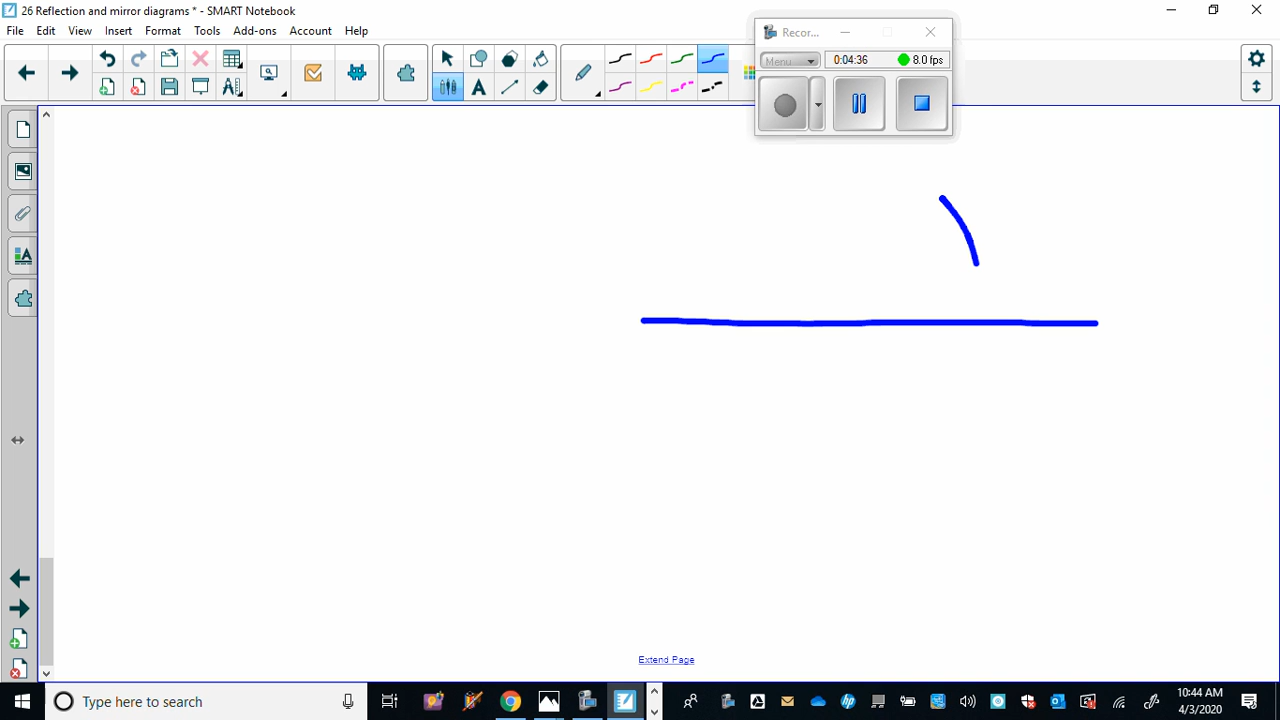 26 Reflection and mirror diagrams * - SMART Notebook
File Edit View Insert Format Tools Add-ons Account Help
Recor...
Menu
0:04:36
8.0 fps
A
Extend Page
Type here to search
10:44 AM
4/3/2020